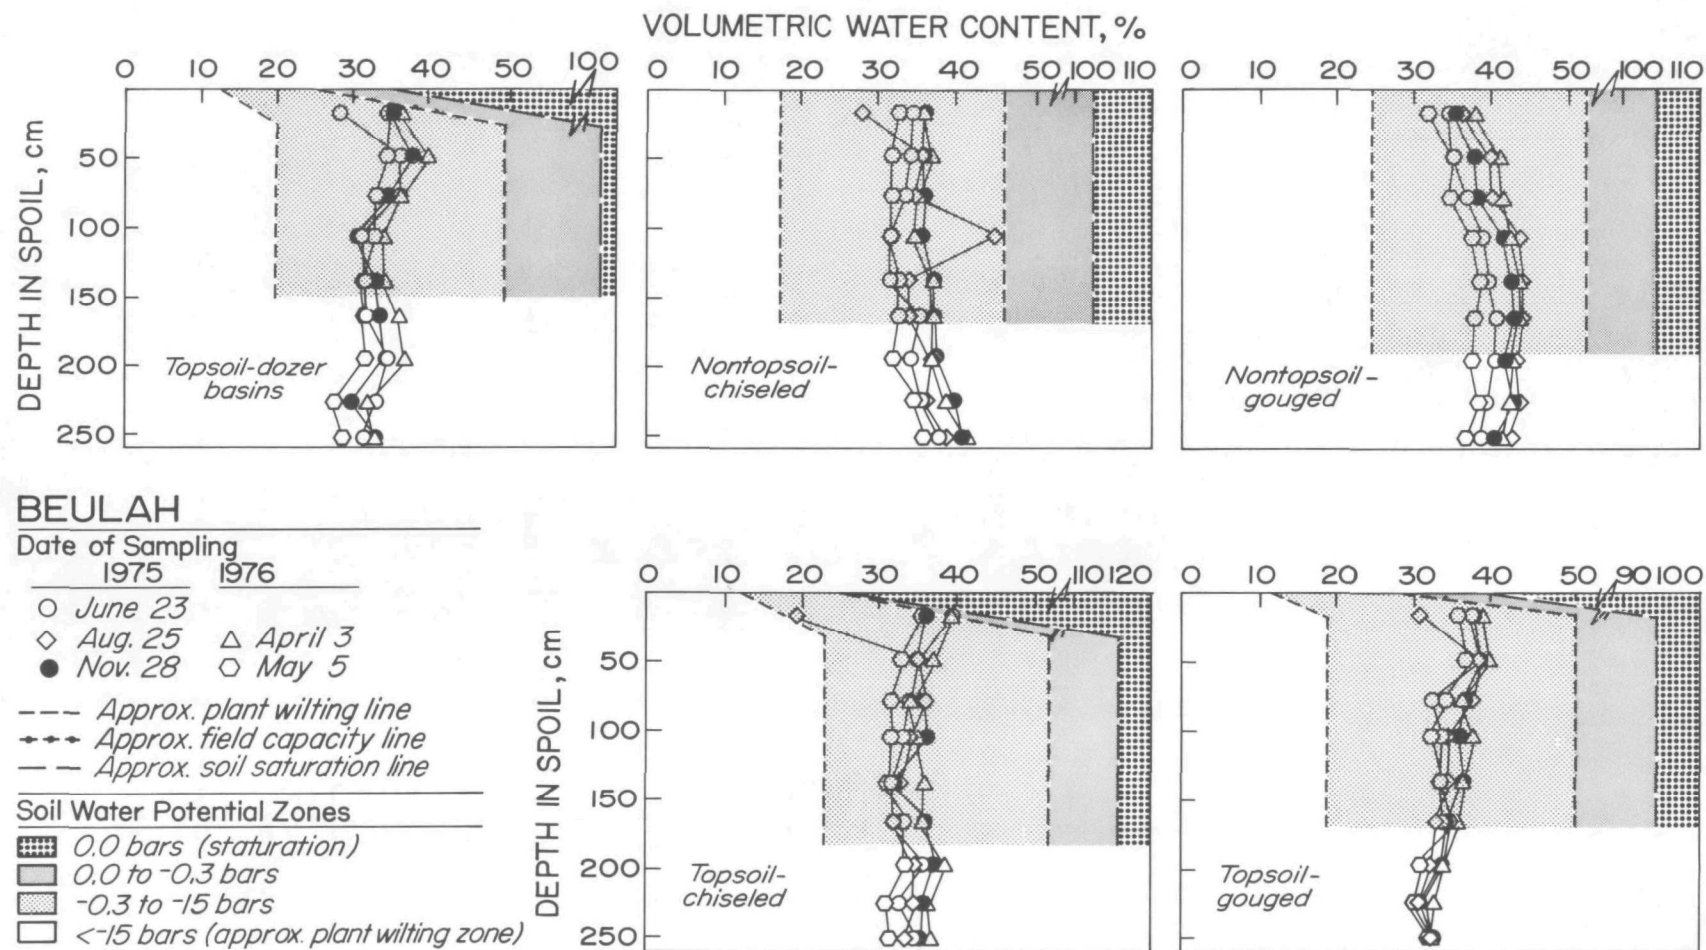 VOLUMETRIC WATER CONTENT, %
0 10 20 30 40 50 100
0 10 20 30 40 50 100 110
0 10 20 30 40 50 100 110
DEPTH IN SPOIL, cm
50
100
150
200
250
Topsoil-dozer
basins
Nontopsoil-
chiseled
Nontopsoil-
gouged
BEULAH
Date of Sampling
1975 1976
June 23
Aug. 25 April 3
Nov. 28 May 5
Approx. plant wilting line
Approx. field capacity line
Approx. soil saturation line
Soil Water Potential Zones
0.0 bars (staturation)
0.0 to -0.3 bars
-0.3 to -15 bars
<-15 bars (approx. plant wilting zone)
0 10 20 30 40 50 110 120
0 10 20 30 40 50 90 100
DEPTH IN SPOIL, cm
50
100
150
200
250
Topsoil-
chiseled
Topsoil-
gouged